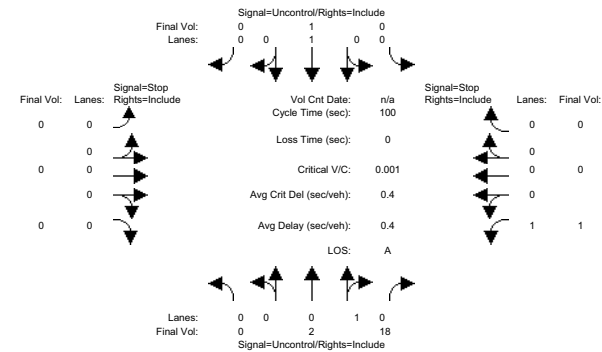 Signal=Uncontrol/Rights=Include
Final Vol: 0 1 0
Lanes: 0 0 1 0 0
Signal=Stop Signal=Stop
Final Vol: Lanes: Rights=Include Vol Cnt Date: n/a Rights=Include Lanes: Final Vol:
Cycle Time (sec): 100
0 0 0 0
Loss Time (sec): 0
0 0
0 0 Critical V/C: 0.001 0 0
0 Avg Crit Del (sec/veh): 0.4 0
0 0 Avg Delay (sec/veh): 0.4 1 1
LOS: A
Lanes: 0 0 0 1 0
Final Vol: 0 2 18
Signal=Uncontrol/Rights=Include